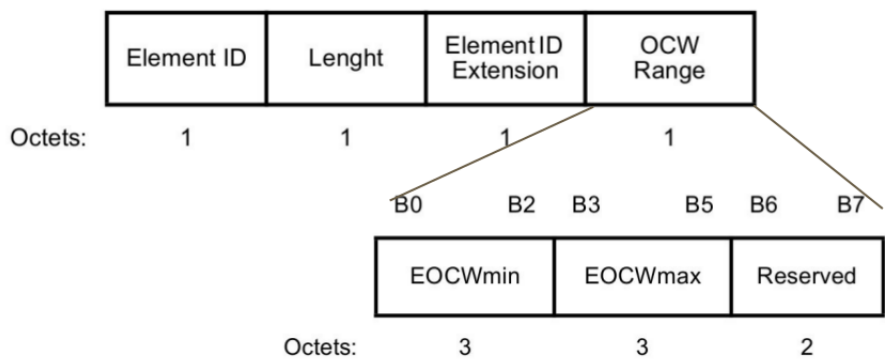 Element ID
Lenght
Element ID
Extension
OCW
Range
Octets: 1 1 1 1
B0 B2 B3 B5 B6 B7
EOCWmin EOCWmax Reserved
Octets: 3 3 2